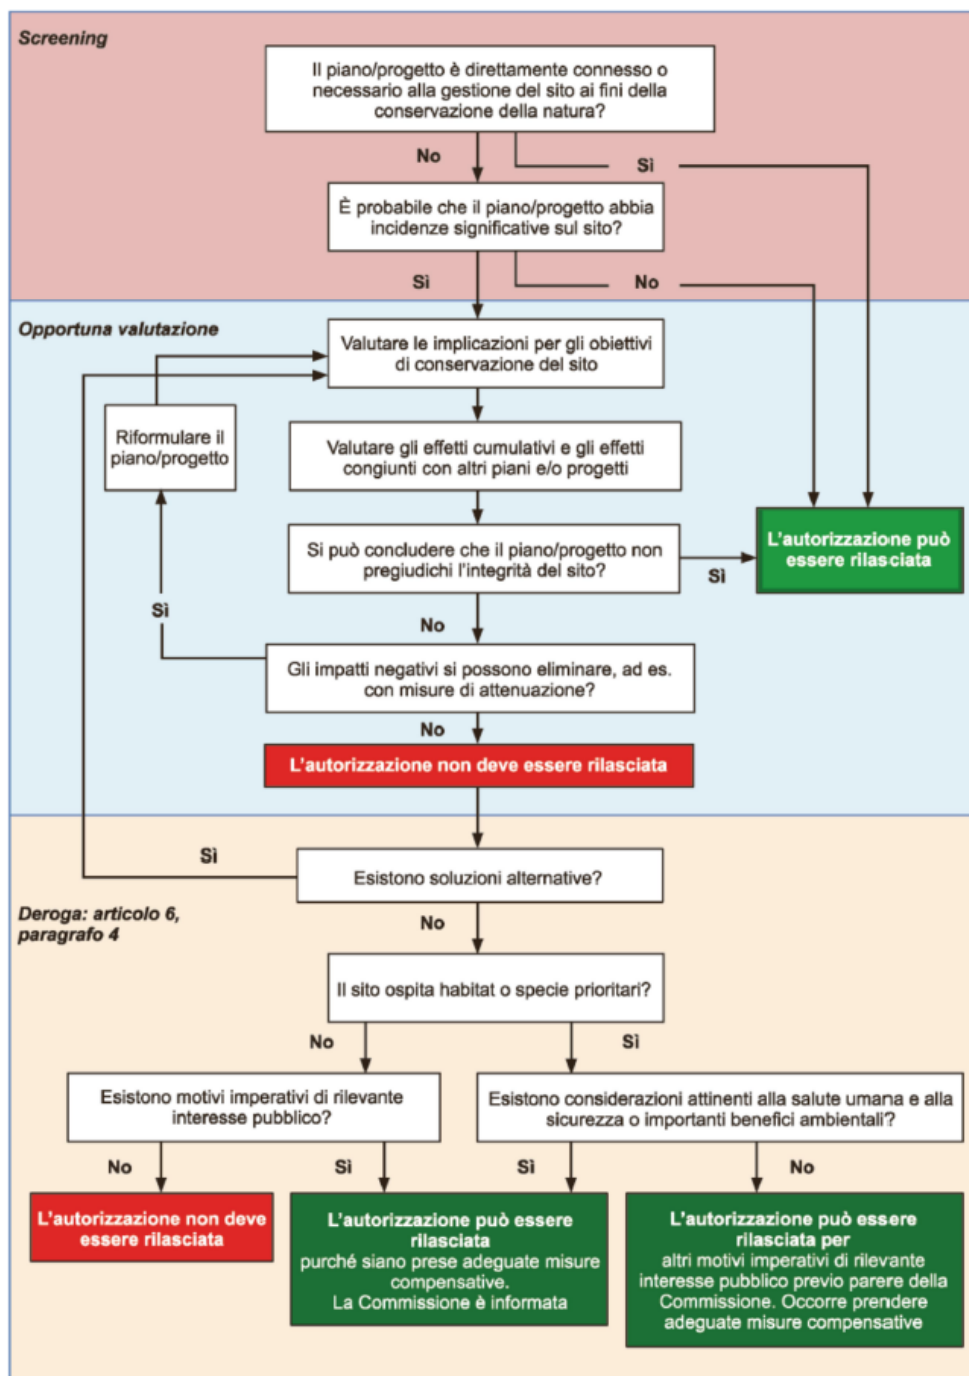 Screening
Il piano/progetto è direttamente connesso o
necessario alla gestione del sito ai fini della
conservazione della natura?
No
Sì
È probabile che il piano/progetto abbia
incidenze significative sul sito?
Sì
No
Opportuna valutazione
Valutare le implicazioni per gli obiettivi
di conservazione del sito
Riformulare il
piano/progetto
Valutare gli effetti cumulativi e gli effetti
congiunti con altri piani e/o progetti
Si può concludere che il piano/progetto non
pregiudichi l'integrità del sito?
Sì
L'autorizzazione può
essere rilasciata
Sì
No
Gli impatti negativi si possono eliminare, ad es.
con misure di attenuazione?
No
L'autorizzazione non deve essere rilasciata
Sì
Esistono soluzioni alternative?
Deroga: articolo 6,
paragrafo 4
No
Il sito ospita habitat o specie prioritari?
No
Sì
Esistono motivi imperativi di rilevante
interesse pubblico?
Esistono considerazioni attinenti alla salute umana e alla
sicurezza o importanti benefici ambientali?
No
Sì
Sì
No
L'autorizzazione non deve
essere rilasciata
L'autorizzazione può essere
rilasciata
purché siano prese adeguate misure
compensative.
La Commissione è informata
L'autorizzazione può essere
rilasciata per
altri motivi imperativi di rilevante
interesse pubblico previo parere della
Commissione. Occorre prendere
adeguate misure compensative